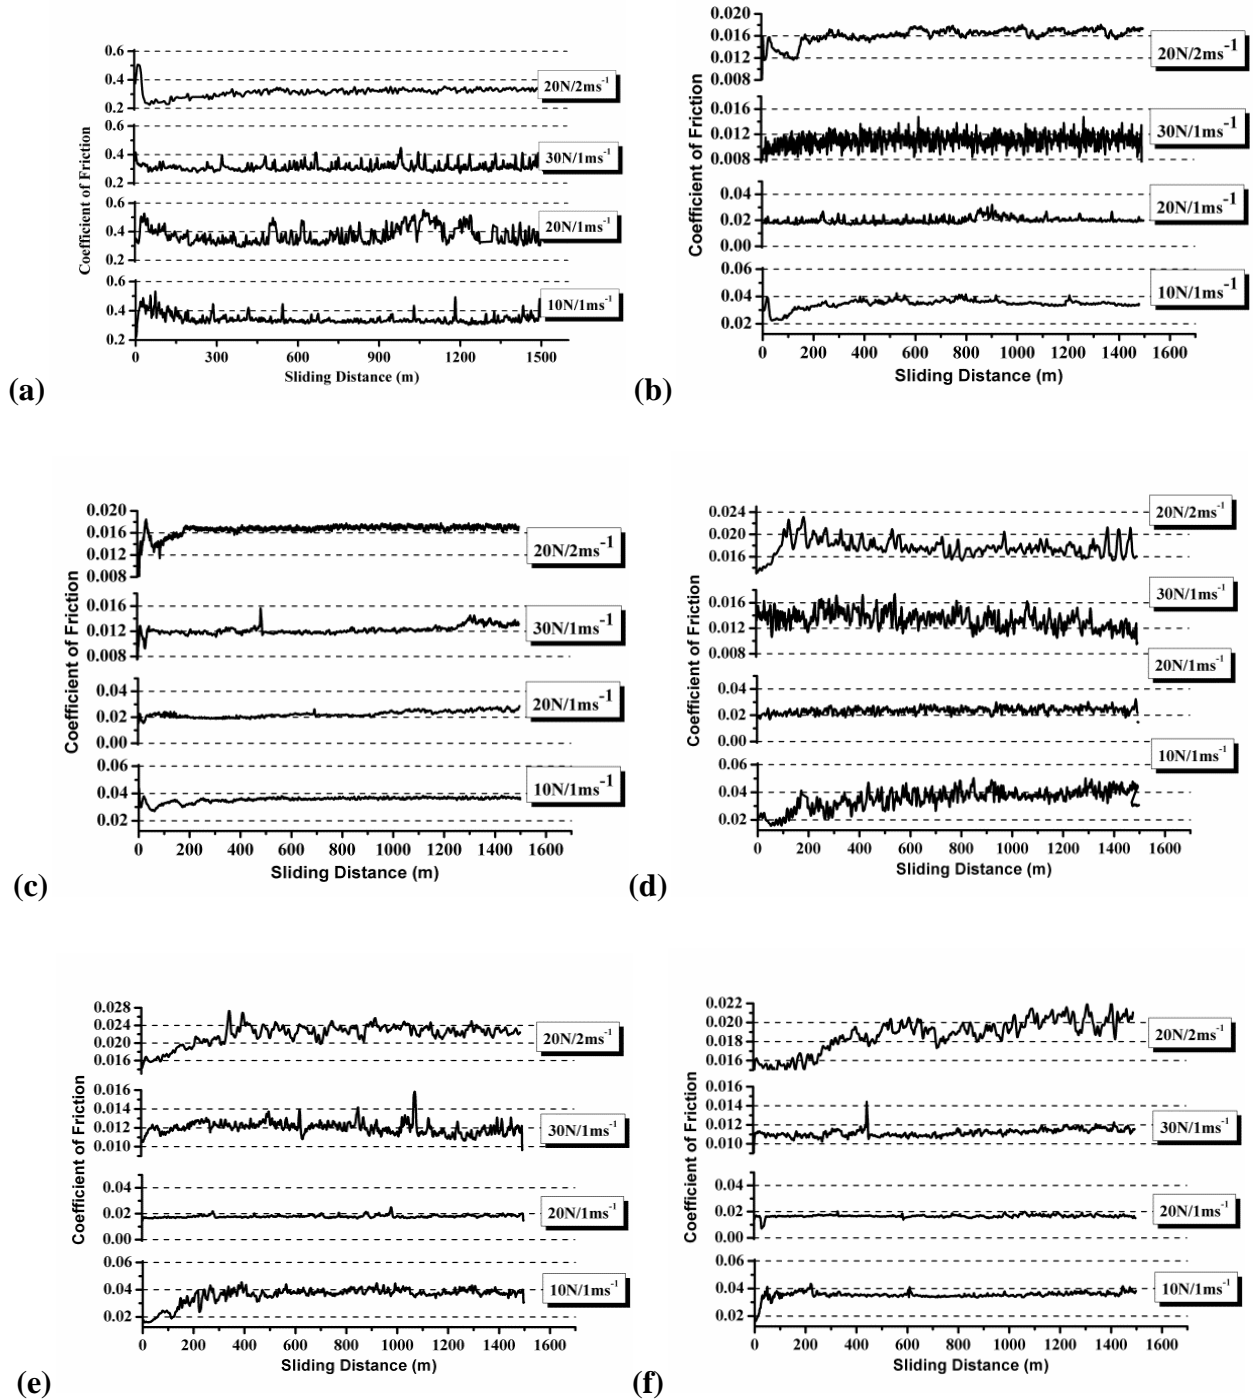 0.6
0.4
0.2
20N/2ms-1
0.6
0.4
0.2
30N/1ms-1
0.6
0.4
0.2
20N/1ms-1
0.6
0.4
0.2
10N/1ms-1
0 300 600 900 1200 1500
Coefficient of Friction
Sliding Distance (m)
(a)
0.020
0.016
0.012
0.008
20N/2ms-1
0.016
0.012
0.008
30N/1ms-1
0.04
0.02
0.00
20N/1ms-1
0.06
0.04
0.02
10N/1ms-1
0 200 400 600 800 1000 1200 1400 1600
Coefficient of Friction
Sliding Distance (m)
(b)
0.020
0.016
0.012
0.008
20N/2ms-1
0.016
0.012
0.008
30N/1ms-1
0.04
0.02
0.00
20N/1ms-1
0.06
0.04
0.02
10N/1ms-1
0 200 400 600 800 1000 1200 1400 1600
Coefficient of Friction
Sliding Distance (m)
(c)
0.024
0.020
0.016
20N/2ms-1
0.016
0.012
0.008
30N/1ms-1
0.04
0.02
0.00
20N/1ms-1
0.06
0.04
0.02
10N/1ms-1
0 200 400 600 800 1000 1200 1400 1600
Coefficient of Friction
Sliding Distance (m)
(d)
0.028
0.024
0.020
0.016
20N/2ms-1
0.016
0.014
0.012
0.010
30N/1ms-1
0.04
0.02
0.00
20N/1ms-1
0.06
0.04
0.02
10N/1ms-1
0 200 400 600 800 1000 1200 1400 1600
Coefficient of Friction
Sliding Distance (m)
(e)
0.022
0.020
0.018
0.016
20N/2ms-1
0.016
0.014
0.012
0.010
30N/1ms-1
0.04
0.02
0.00
20N/1ms-1
0.06
0.04
0.02
10N/1ms-1
0 200 400 600 800 1000 1200 1400 1600
Coefficient of Friction
Sliding Distance (m)
(f)